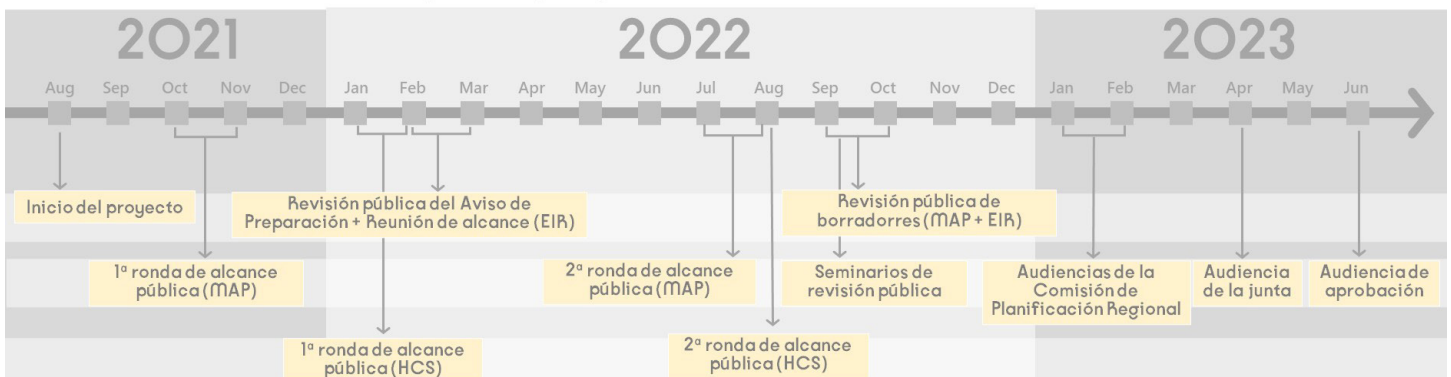 2021
2022
2023
Aug Sep Oct Nov Dec Jan Feb Mar Apr May Jun Jul Aug Sep Oct Nov Dec Jan Feb Mar Apr May Jun
Inicio del proyecto
Revisión pública del Aviso de
Preparación + Reunión de alcance (EIR)
Revisión pública de
borradorres (MAP + EIR)
1ª ronda de alcance
pública (MAP)
2ª ronda de alcance
pública (MAP)
Seminarios de
revisión pública
Audiencias de la
Comisión de
Planificación Regional
Audiencia
de la junta
Audiencia de
aprobación
1ª ronda de alcance
pública (HCS)
2ª ronda de alcance
pública (HCS)